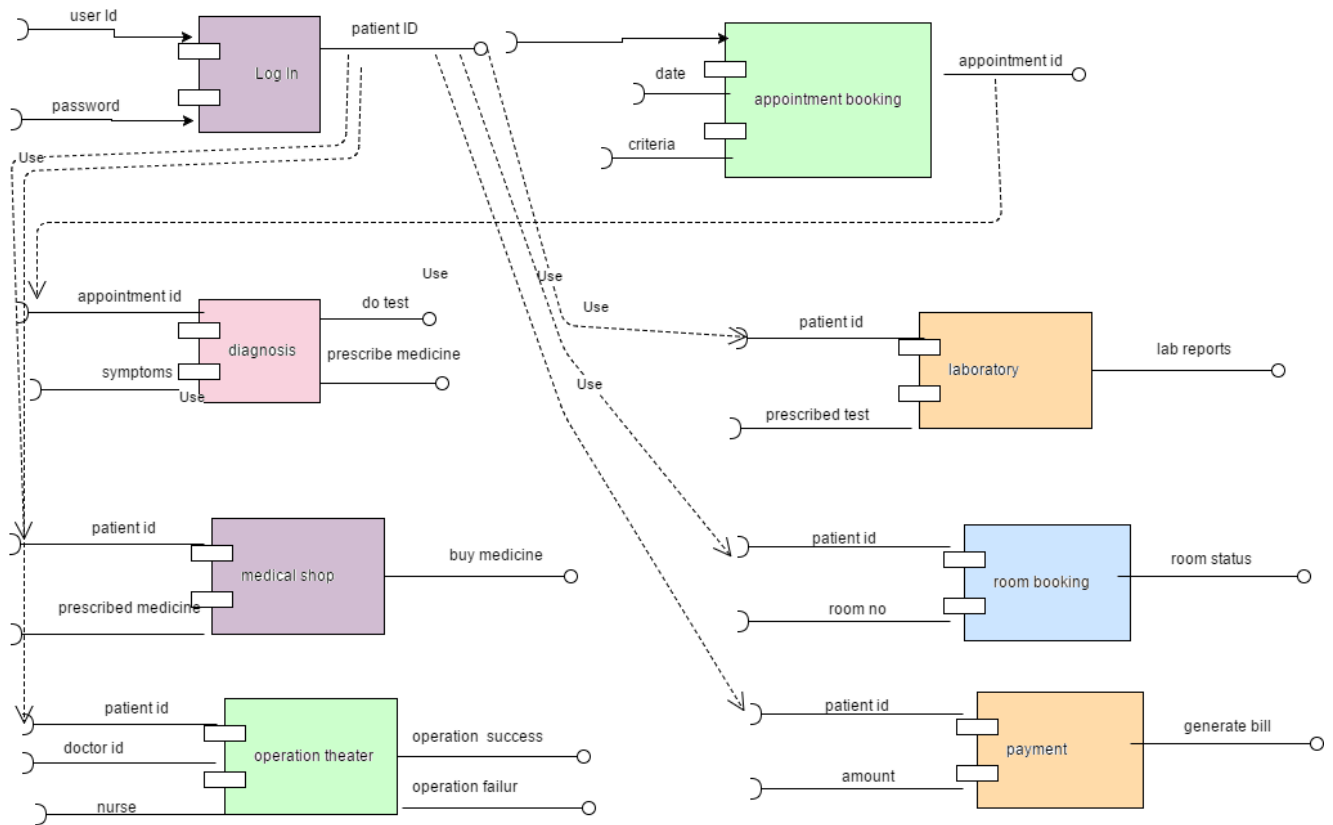 user Id
patient ID
Log In
password
Use
date
appointment booking
criteria
appointment id
appointment id
Use
do test
diagnosis
prescribe medicine
symptoms
Use
Use
Use
patient id
laboratory
lab reports
prescribed test
Use
patient id
medical shop
buy medicine
prescribed medicine
patient id
room booking
room status
room no
patient id
doctor id
operation theater
operation success
operation failur
nurse
patient id
payment
generate bill
amount